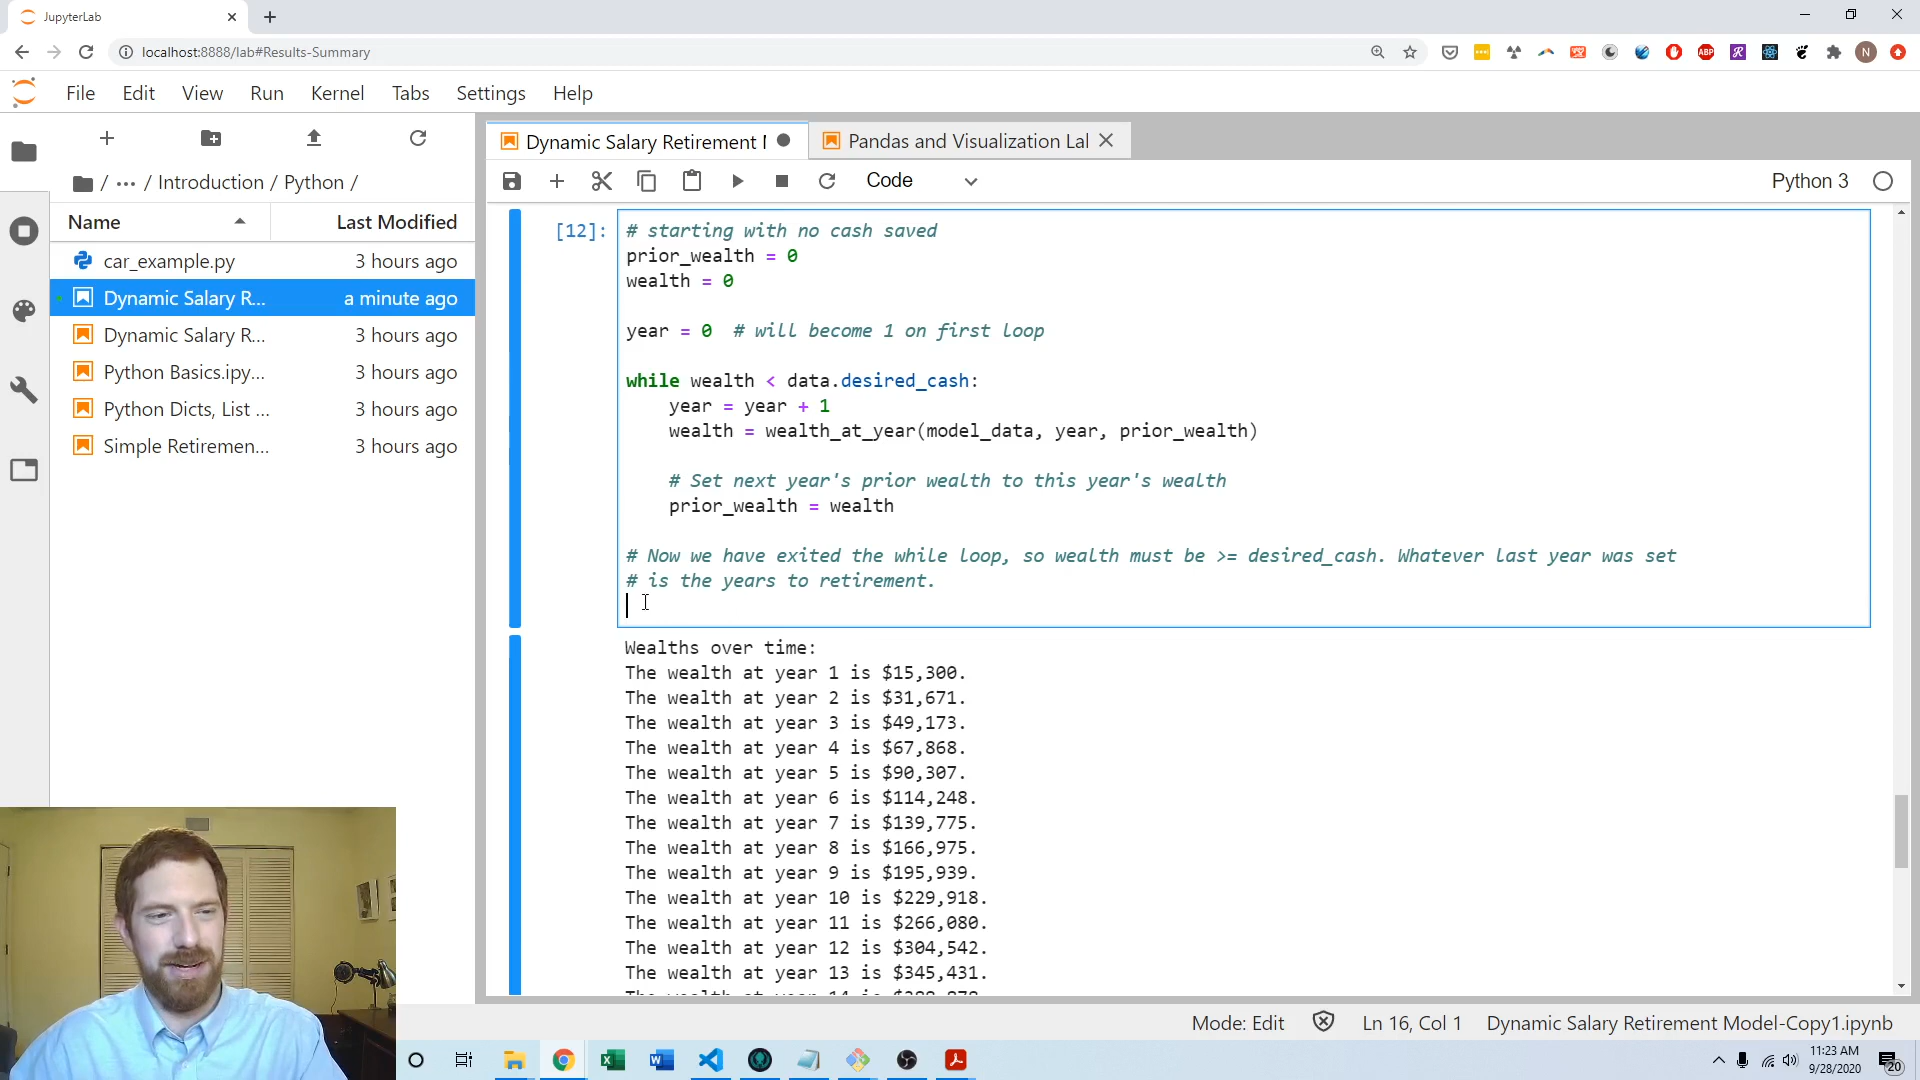 JupyterLab
localhost:8888/lab#Results-Summary
ABP
N
File Edit View Run Kernel Tabs Settings Help
Dynamic Salary Retirement
Pandas and Visualization Lal
/ ... / Introduction / Python /
Code
Python 3
Name
Last Modified
car_example.py 3 hours ago
Dynamic Salary R... a minute ago
Dynamic Salary R... 3 hours ago
Python Basics.ipy... 3 hours ago
Python Dicts, List ... 3 hours ago
Simple Retiremen... 3 hours ago
[12]:
# starting with no cash saved
prior_wealth = 0
wealth = 0
year = 0  # will become 1 on first loop
while wealth < data.desired_cash:
    year = year + 1
    wealth = wealth_at_year(model_data, year, prior_wealth)
    # Set next year's prior wealth to this year's wealth
    prior_wealth = wealth
# Now we have exited the while loop, so wealth must be >= desired_cash. Whatever last year was set
# is the years to retirement.
Wealths over time:
The wealth at year 1 is $15,300.
The wealth at year 2 is $31,671.
The wealth at year 3 is $49,173.
The wealth at year 4 is $67,868.
The wealth at year 5 is $90,307.
The wealth at year 6 is $114,248.
The wealth at year 7 is $139,775.
The wealth at year 8 is $166,975.
The wealth at year 9 is $195,939.
The wealth at year 10 is $229,918.
The wealth at year 11 is $266,080.
The wealth at year 12 is $304,542.
The wealth at year 13 is $345,431.
Mode: Edit
Ln 16, Col 1
Dynamic Salary Retirement Model-Copy1.ipynb
11:23 AM
9/28/2020
20